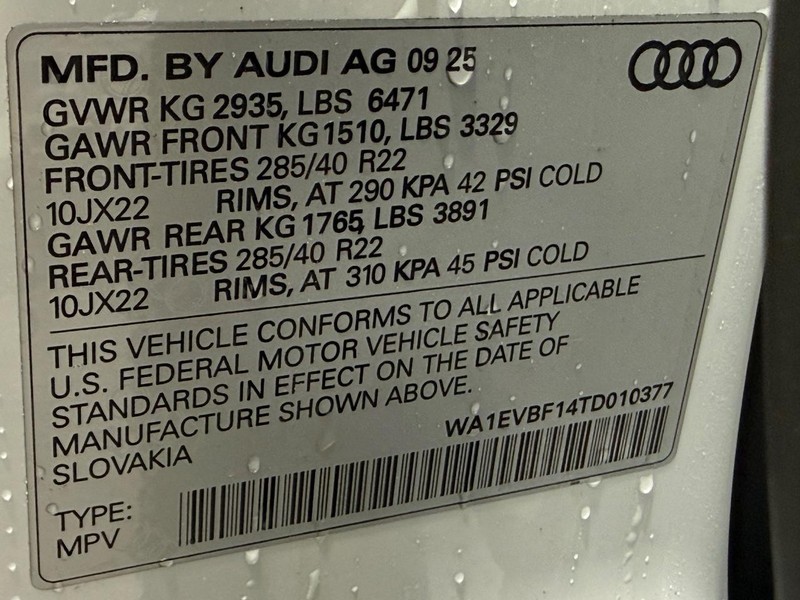 MFD. BY AUDI AG 09 25
GVWR KG 2935, LBS 6471
GAWR FRONT KG1510, LBS 3329
FRONT-TIRES 285/40 R22
10JX22 RIMS, AT 290 KPA 42 PSI COLD
GAWR REAR KG 1765, LBS 3891
REAR-TIRES 285/40 R22
10JX22 RIMS, AT 310 KPA 45 PSI COLD
THIS VEHICLE CONFORMS TO ALL APPLICABLE
U.S. FEDERAL MOTOR VEHICLE SAFETY
STANDARDS IN EFFECT ON THE DATE OF
MANUFACTURE SHOWN ABOVE.
SLOVAKIA WA1EVBF14TD010377
TYPE:
MPV